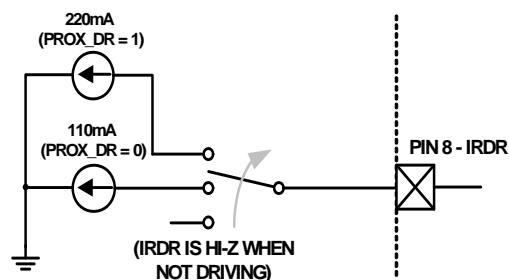 220mA
(PROX_DR = 1)
110mA
(PROX_DR = 0)
PIN 8 - IRDR
(IRDR IS HI-Z WHEN
NOT DRIVING)